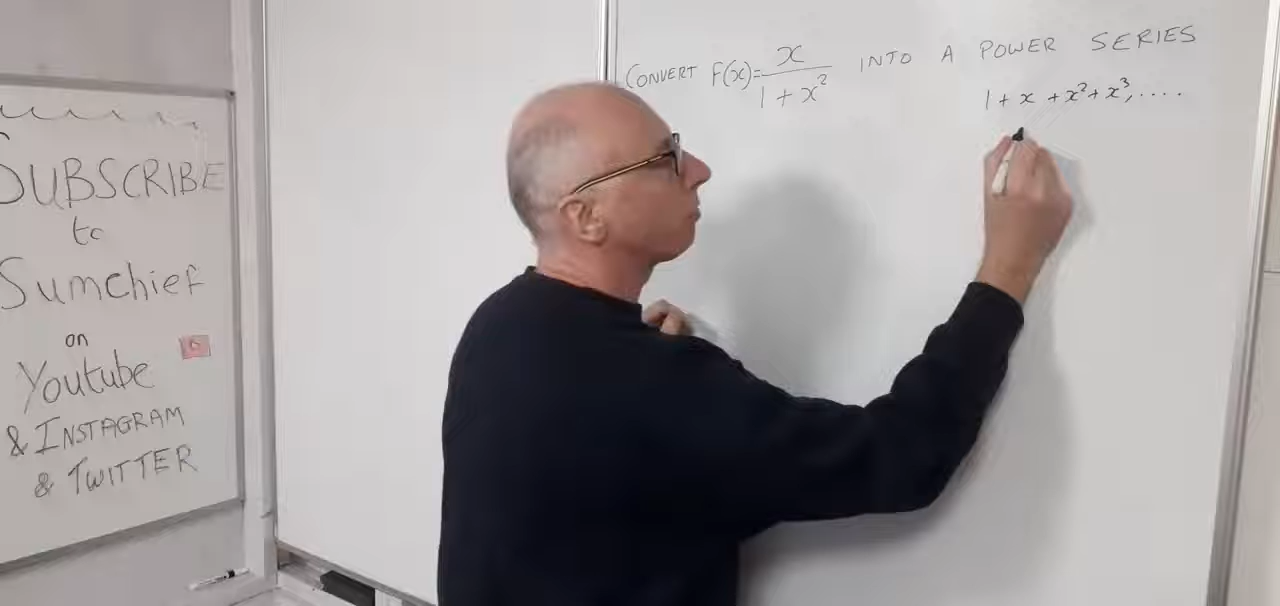 SUBSCRIBE
to
Sumchief
on
Youtube
& INSTAGRAM
& TWITTER
CONVERT F(x)=x/(1+x²) INTO A POWER SERIES
1 + x + x² + x³, ....